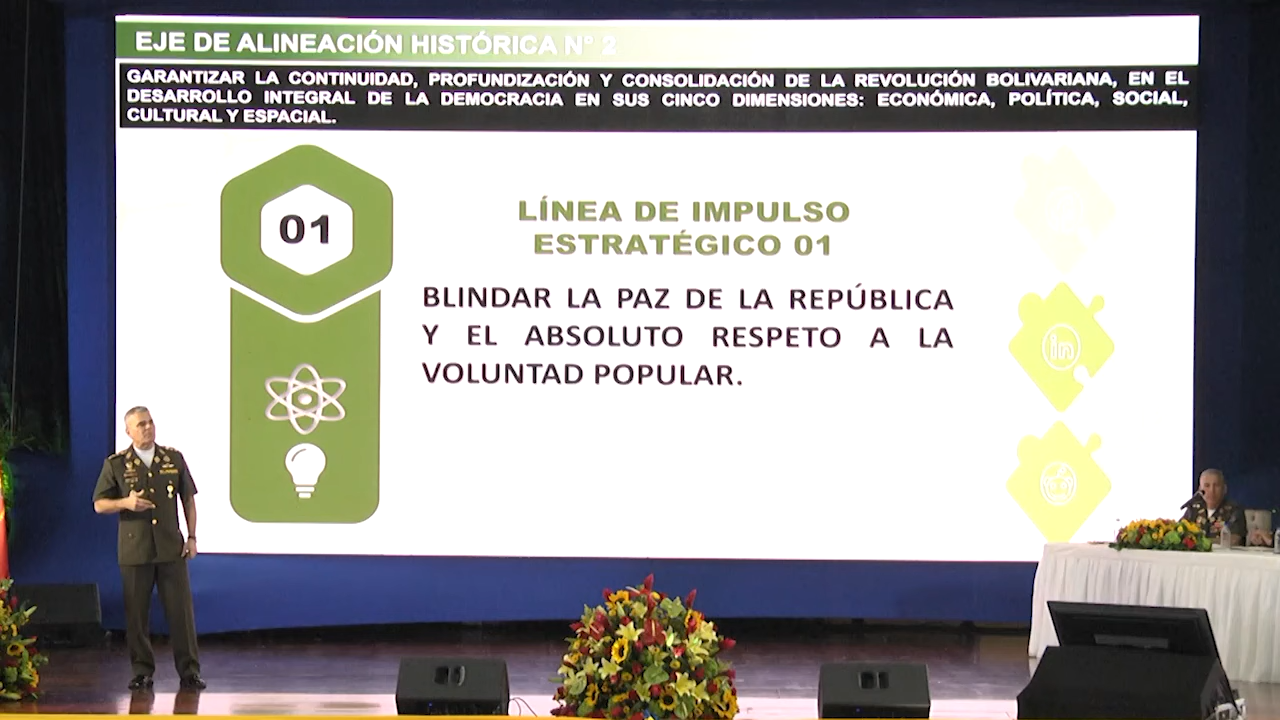 EJE DE ALINEACIÓN HISTÓRICA Nº 2
GARANTIZAR LA CONTINUIDAD, PROFUNDIZACIÓN Y CONSOLIDACIÓN DE LA REVOLUCIÓN BOLIVARIANA, EN EL
DESARROLLO INTEGRAL DE LA DEMOCRACIA EN SUS CINCO DIMENSIONES: ECONÓMICA, POLÍTICA, SOCIAL,
CULTURAL Y ESPACIAL.
01
LÍNEA DE IMPULSO
ESTRATÉGICO 01
BLINDAR LA PAZ DE LA REPÚBLICA
Y EL ABSOLUTO RESPETO A LA
VOLUNTAD POPULAR.
in